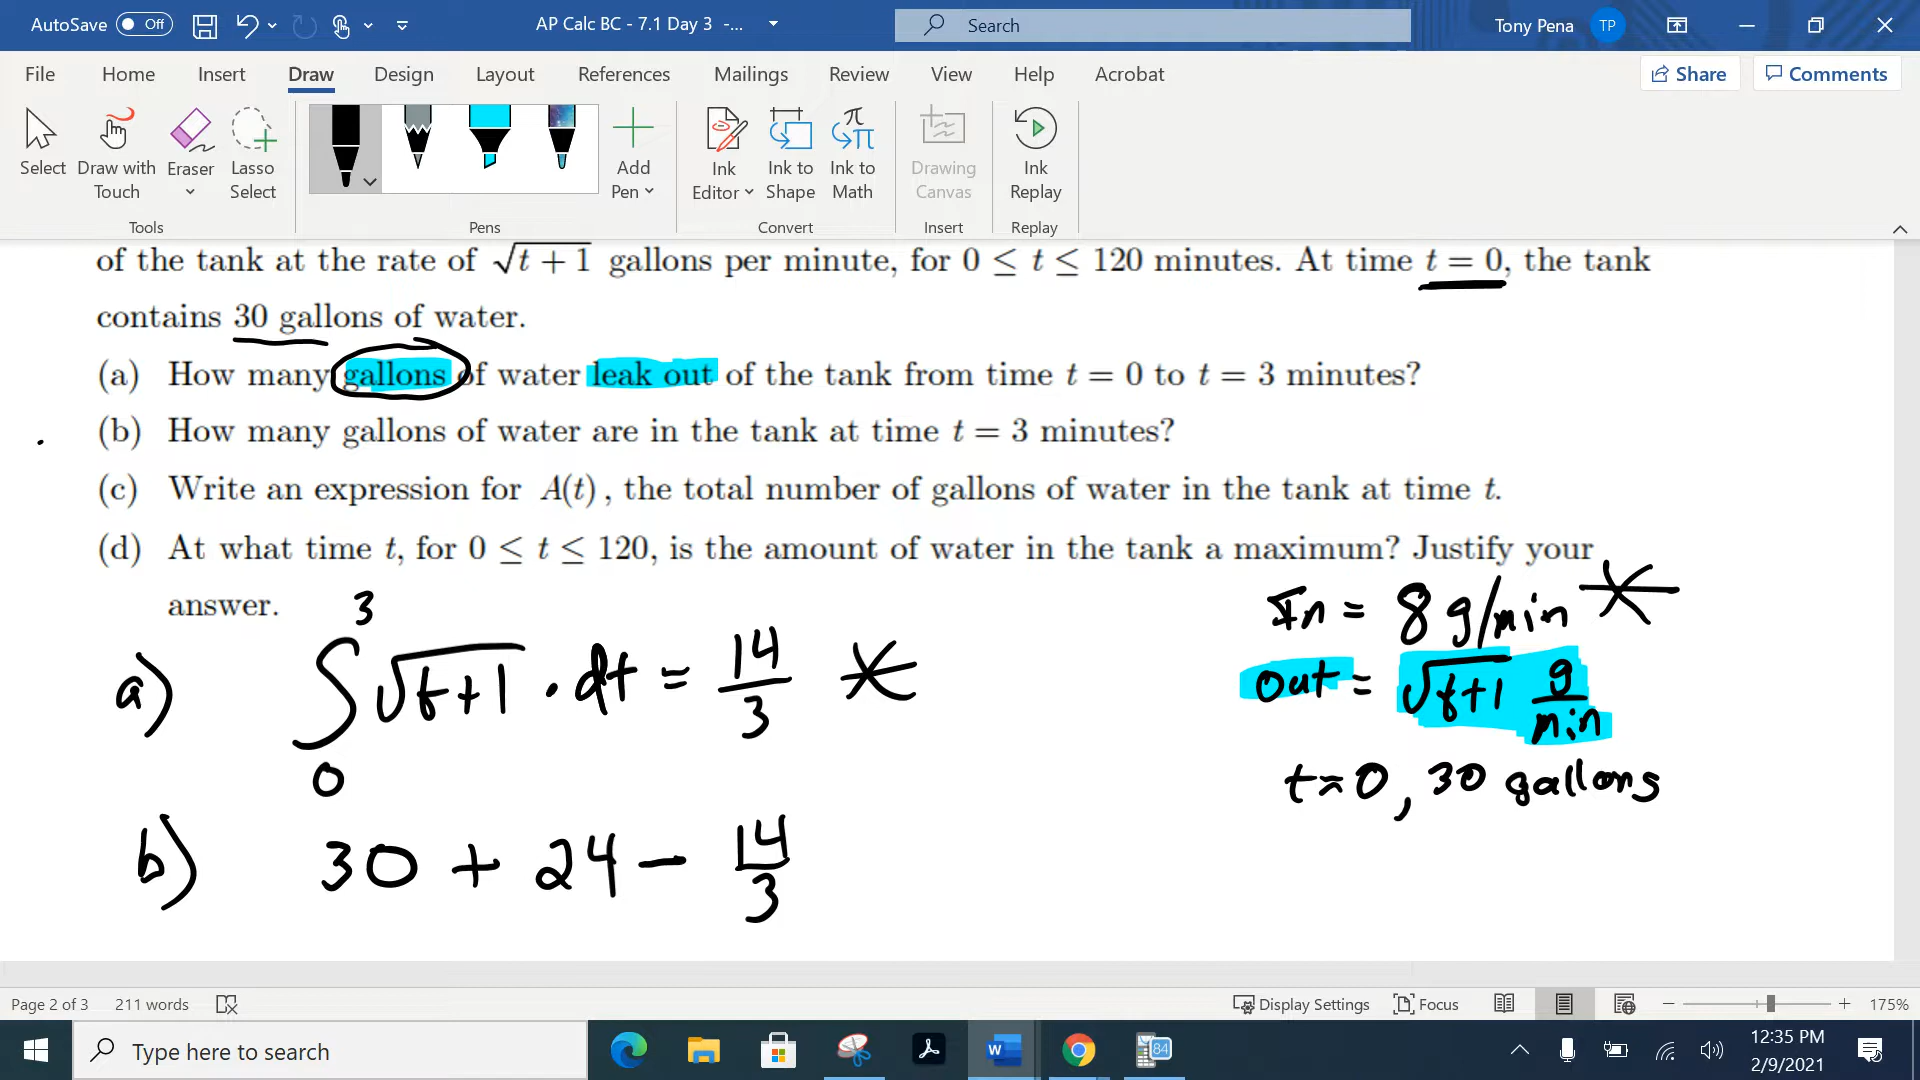 AutoSave Off AP Calc BC - 7.1 Day 3 -... Search Tony Pena TP
File Home Insert Draw Design Layout References Mailings Review View Help Acrobat Share Comments
Select Draw with Touch Eraser Lasso Select Add Pen Ink Editor Ink to Shape Ink to Math Drawing Canvas Ink Replay
Tools Pens Convert Insert Replay
of the tank at the rate of √t + 1 gallons per minute, for 0 ≤ t ≤ 120 minutes. At time t = 0, the tank
contains 30 gallons of water.
(a) How many gallons of water leak out of the tank from time t = 0 to t = 3 minutes?
(b) How many gallons of water are in the tank at time t = 3 minutes?
(c) Write an expression for A(t), the total number of gallons of water in the tank at time t.
(d) At what time t, for 0 ≤ t ≤ 120, is the amount of water in the tank a maximum? Justify your
answer.
In = 8 g/min *
a) ∫₀³ √t+1 · dt = 14/3 *
out = √t+1 g/min
t=0, 30 gallons
b) 30 + 24 - 14/3
Page 2 of 3 211 words Display Settings Focus 175%
Type here to search W 84 12:35 PM
2/9/2021